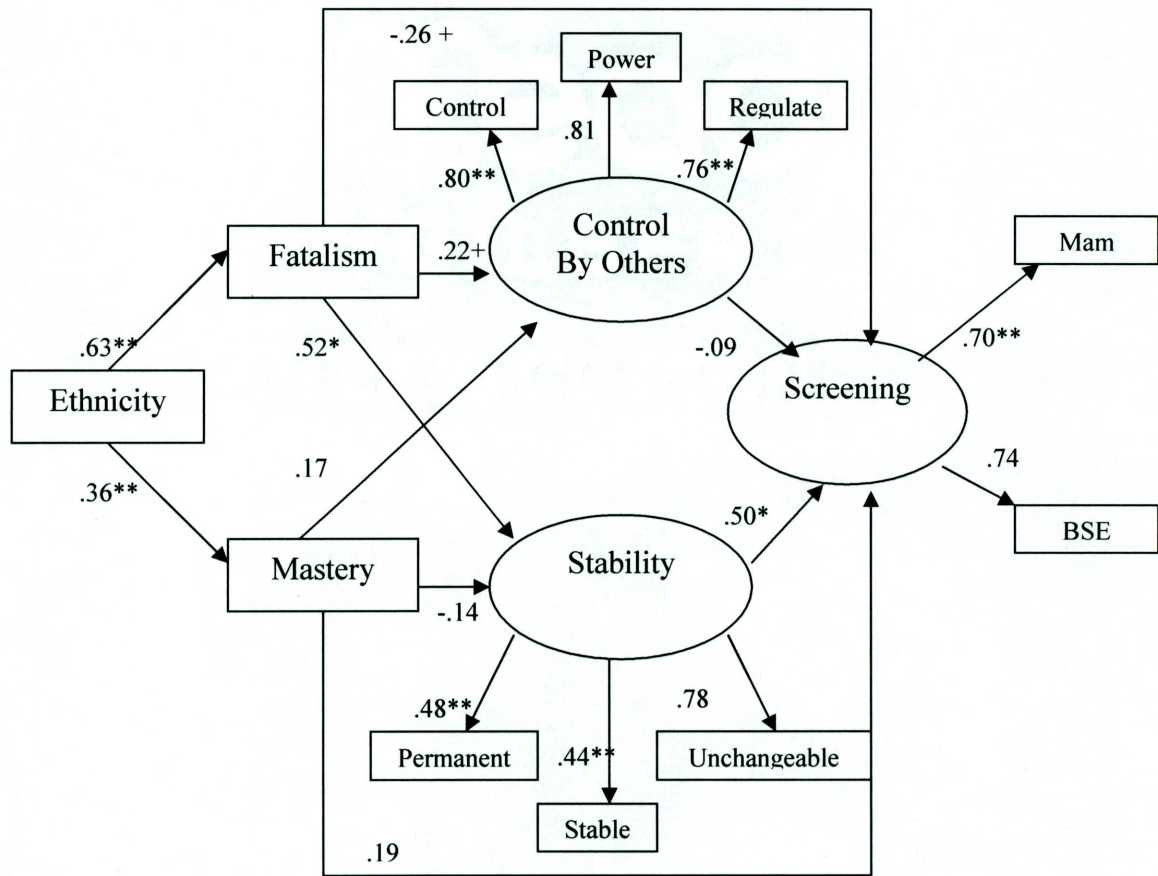 -.26 +
Power
Control
Regulate
.81
.80**
.76**
Control
By Others
Mam
Fatalism
.22+
.63**
.52*
-.09
.70**
Ethnicity
Screening
.36**
.17
.74
.50*
BSE
Mastery
Stability
-.14
.48**
.78
Permanent
.44**
Unchangeable
Stable
.19